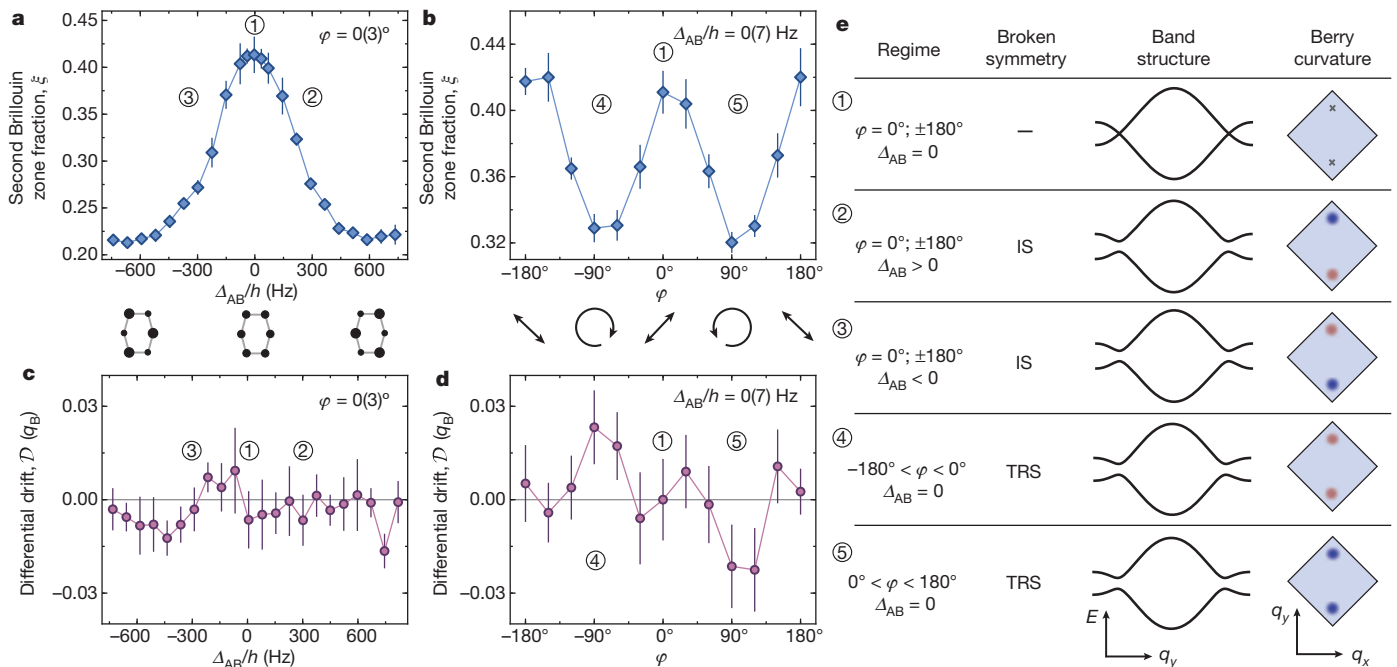 a
φ = 0(3)°
Second Brillouin
zone fraction, ξ
0.45
0.40
0.35
0.30
0.25
0.20
①
②
③
−600 −300 0 300 600
Δ_AB/h (Hz)
b
Δ_AB/h = 0(7) Hz
Second Brillouin
zone fraction, ξ
0.44
0.40
0.36
0.32
①
④
⑤
−180° −90° 0° 90° 180°
φ
c
φ = 0(3)°
Differential drift, 𝒟 (q_B)
0.03
0.00
−0.03
③ ① ②
−600 −300 0 300 600
Δ_AB/h (Hz)
d
Δ_AB/h = 0(7) Hz
Differential drift, 𝒟 (q_B)
0.03
0.00
−0.03
① ⑤
④
−180° −90° 0° 90° 180°
φ
e
Regime Broken symmetry Band structure Berry curvature
①
φ = 0°; ±180° –
Δ_AB = 0
②
φ = 0°; ±180° IS
Δ_AB > 0
③
φ = 0°; ±180° IS
Δ_AB < 0
④
−180° < φ < 0° TRS
Δ_AB = 0
⑤
0° < φ < 180° TRS
Δ_AB = 0
E
q_y
q_y
q_x